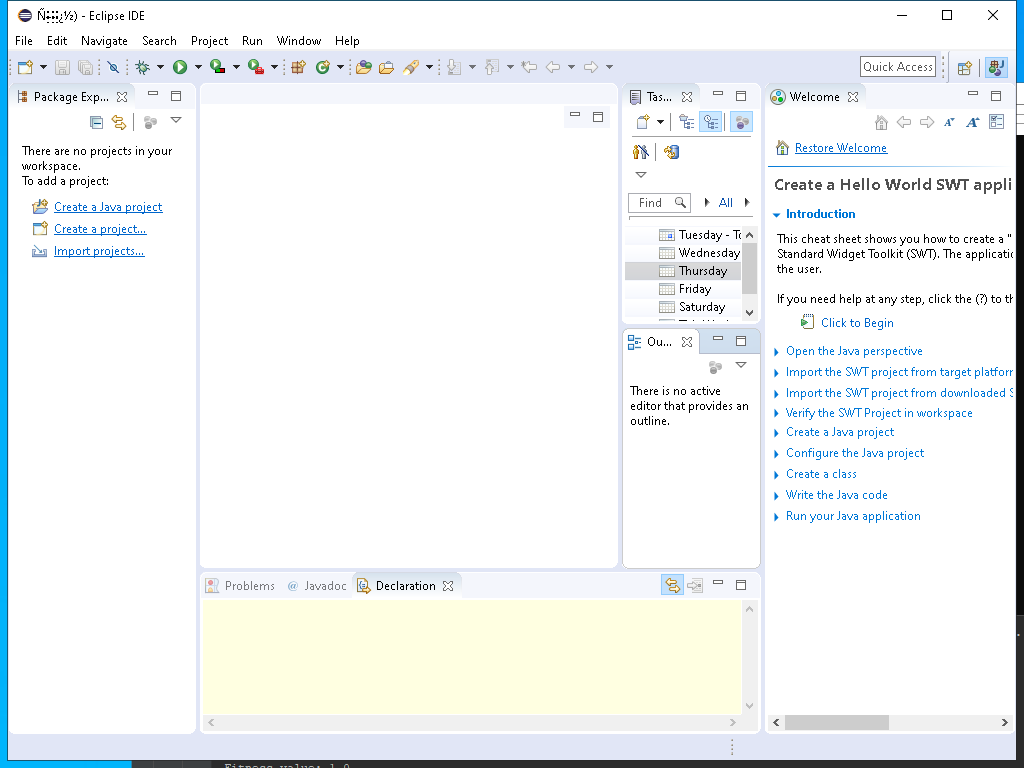 - Eclipse IDE
File Edit Navigate Search Project Run Window Help
Quick Access
Package Exp...
There are no projects in your
workspace.
To add a project:
Create a Java project
Create a project...
Import projects...
Tas...
Find
All
Tuesday - To
Wednesday
Thursday
Friday
Saturday
Ou...
There is no active
editor that provides an
outline.
Welcome
Restore Welcome
Create a Hello World SWT appli
Introduction
This cheat sheet shows you how to create a "
Standard Widget Toolkit (SWT). The applicatio
the user.
If you need help at any step, click the (?) to th
Click to Begin
Open the Java perspective
Import the SWT project from target platform
Import the SWT project from downloaded S
Verify the SWT Project in workspace
Create a Java project
Configure the Java project
Create a class
Write the Java code
Run your Java application
Problems
@ Javadoc
Declaration
Fitness value: 1.0